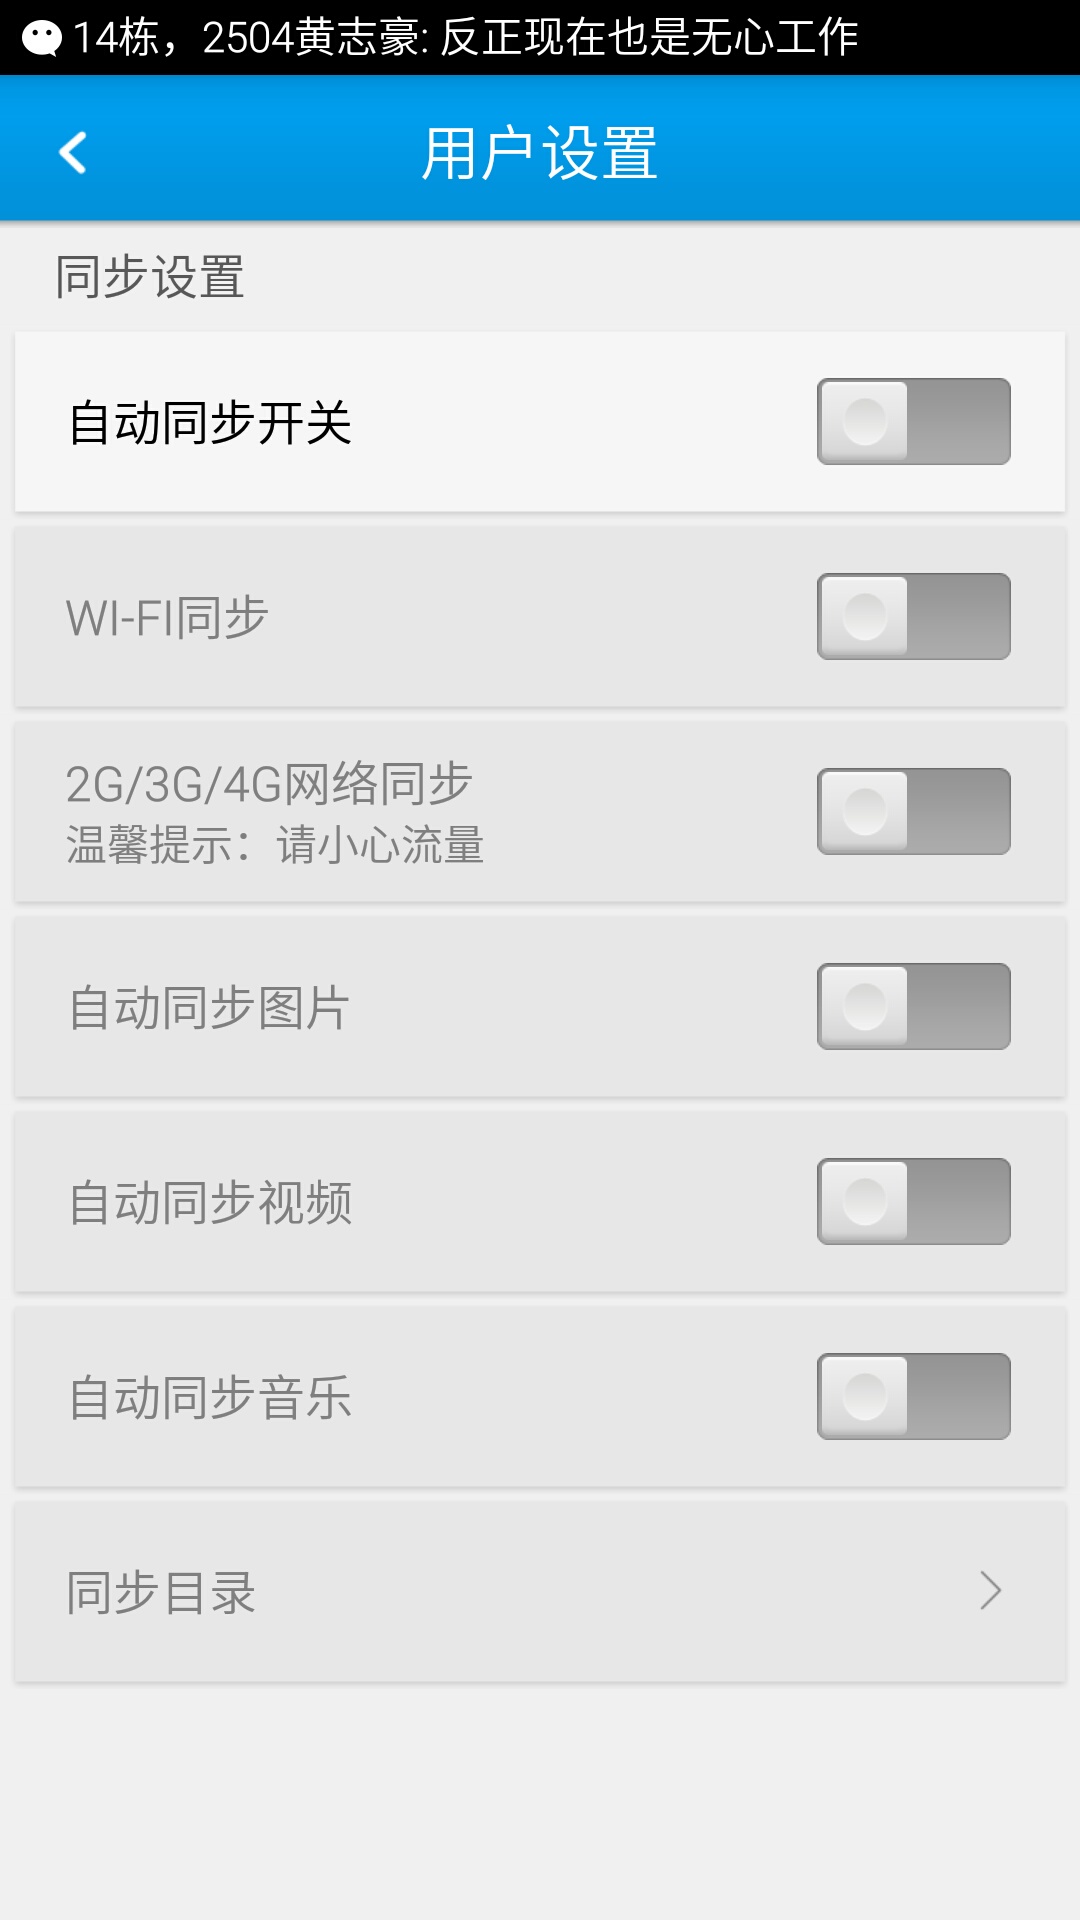 14栋，2504黄志豪: 反正现在也是无心工作
用户设置
同步设置
自动同步开关
WI-FI同步
2G/3G/4G网络同步
温馨提示：请小心流量
自动同步图片
自动同步视频
自动同步音乐
同步目录